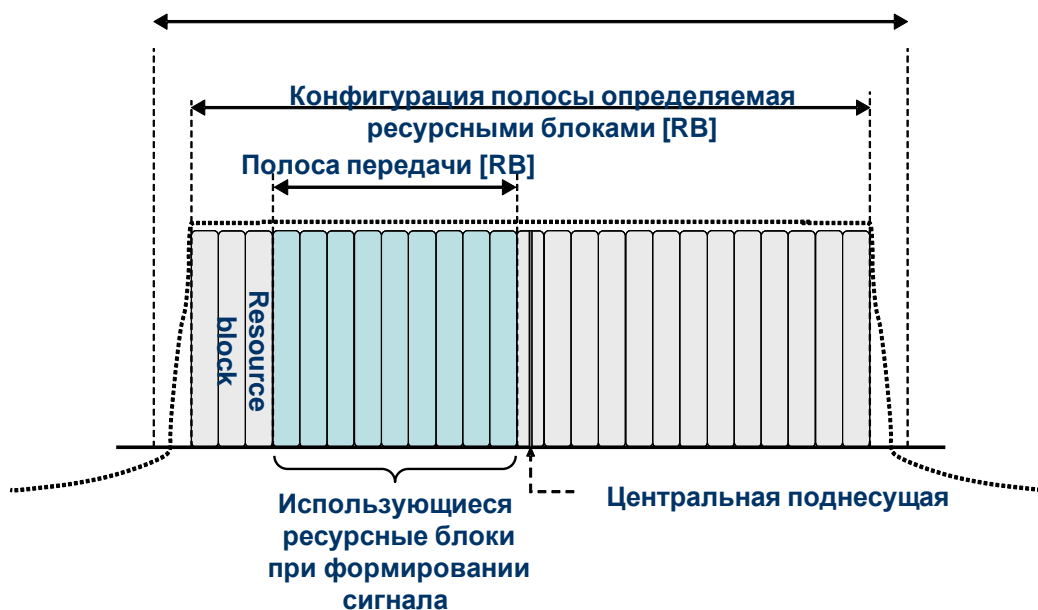 Конфигурация полосы определяемая
ресурсными блоками [RB]
Полоса передачи [RB]
Resource
block
Центральная поднесущая
Использующиеся
ресурсные блоки
при формировании
сигнала